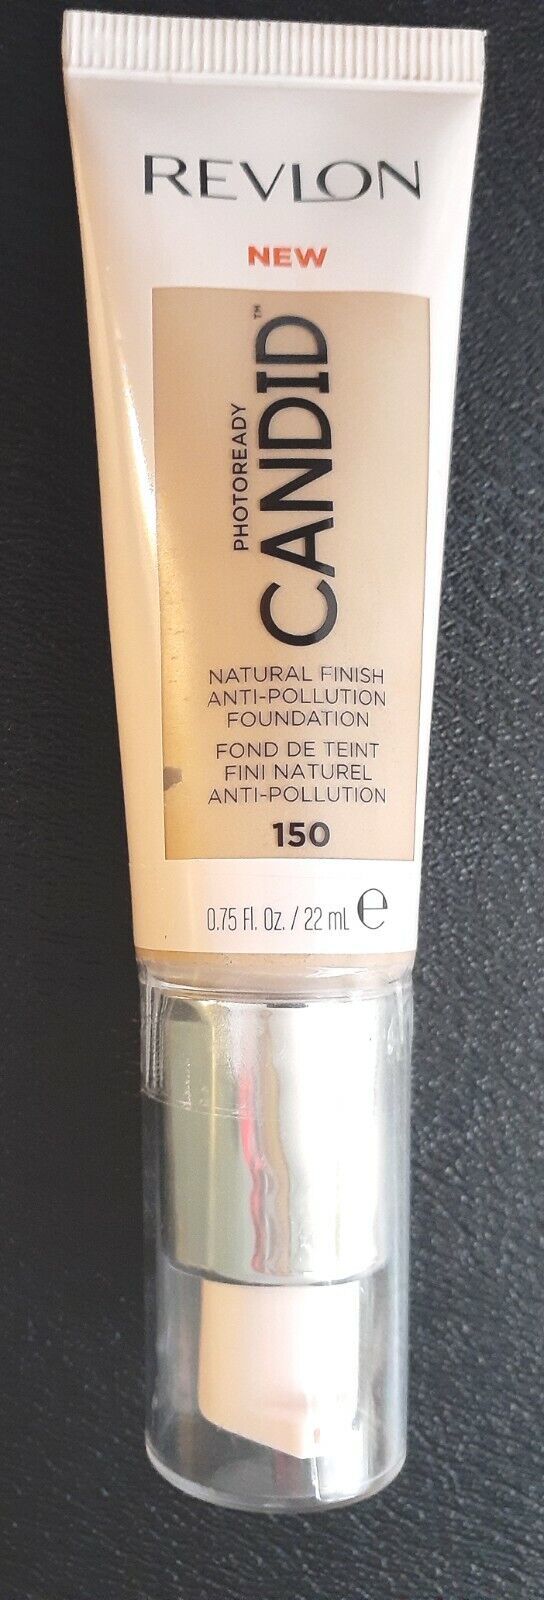 REVLON
NEW
PHOTOREADY
CANDID™
NATURAL FINISH
ANTI-POLLUTION
FOUNDATION
FOND DE TEINT
FINI NATUREL
ANTI-POLLUTION
150
0.75 Fl. Oz. / 22 mL ℮